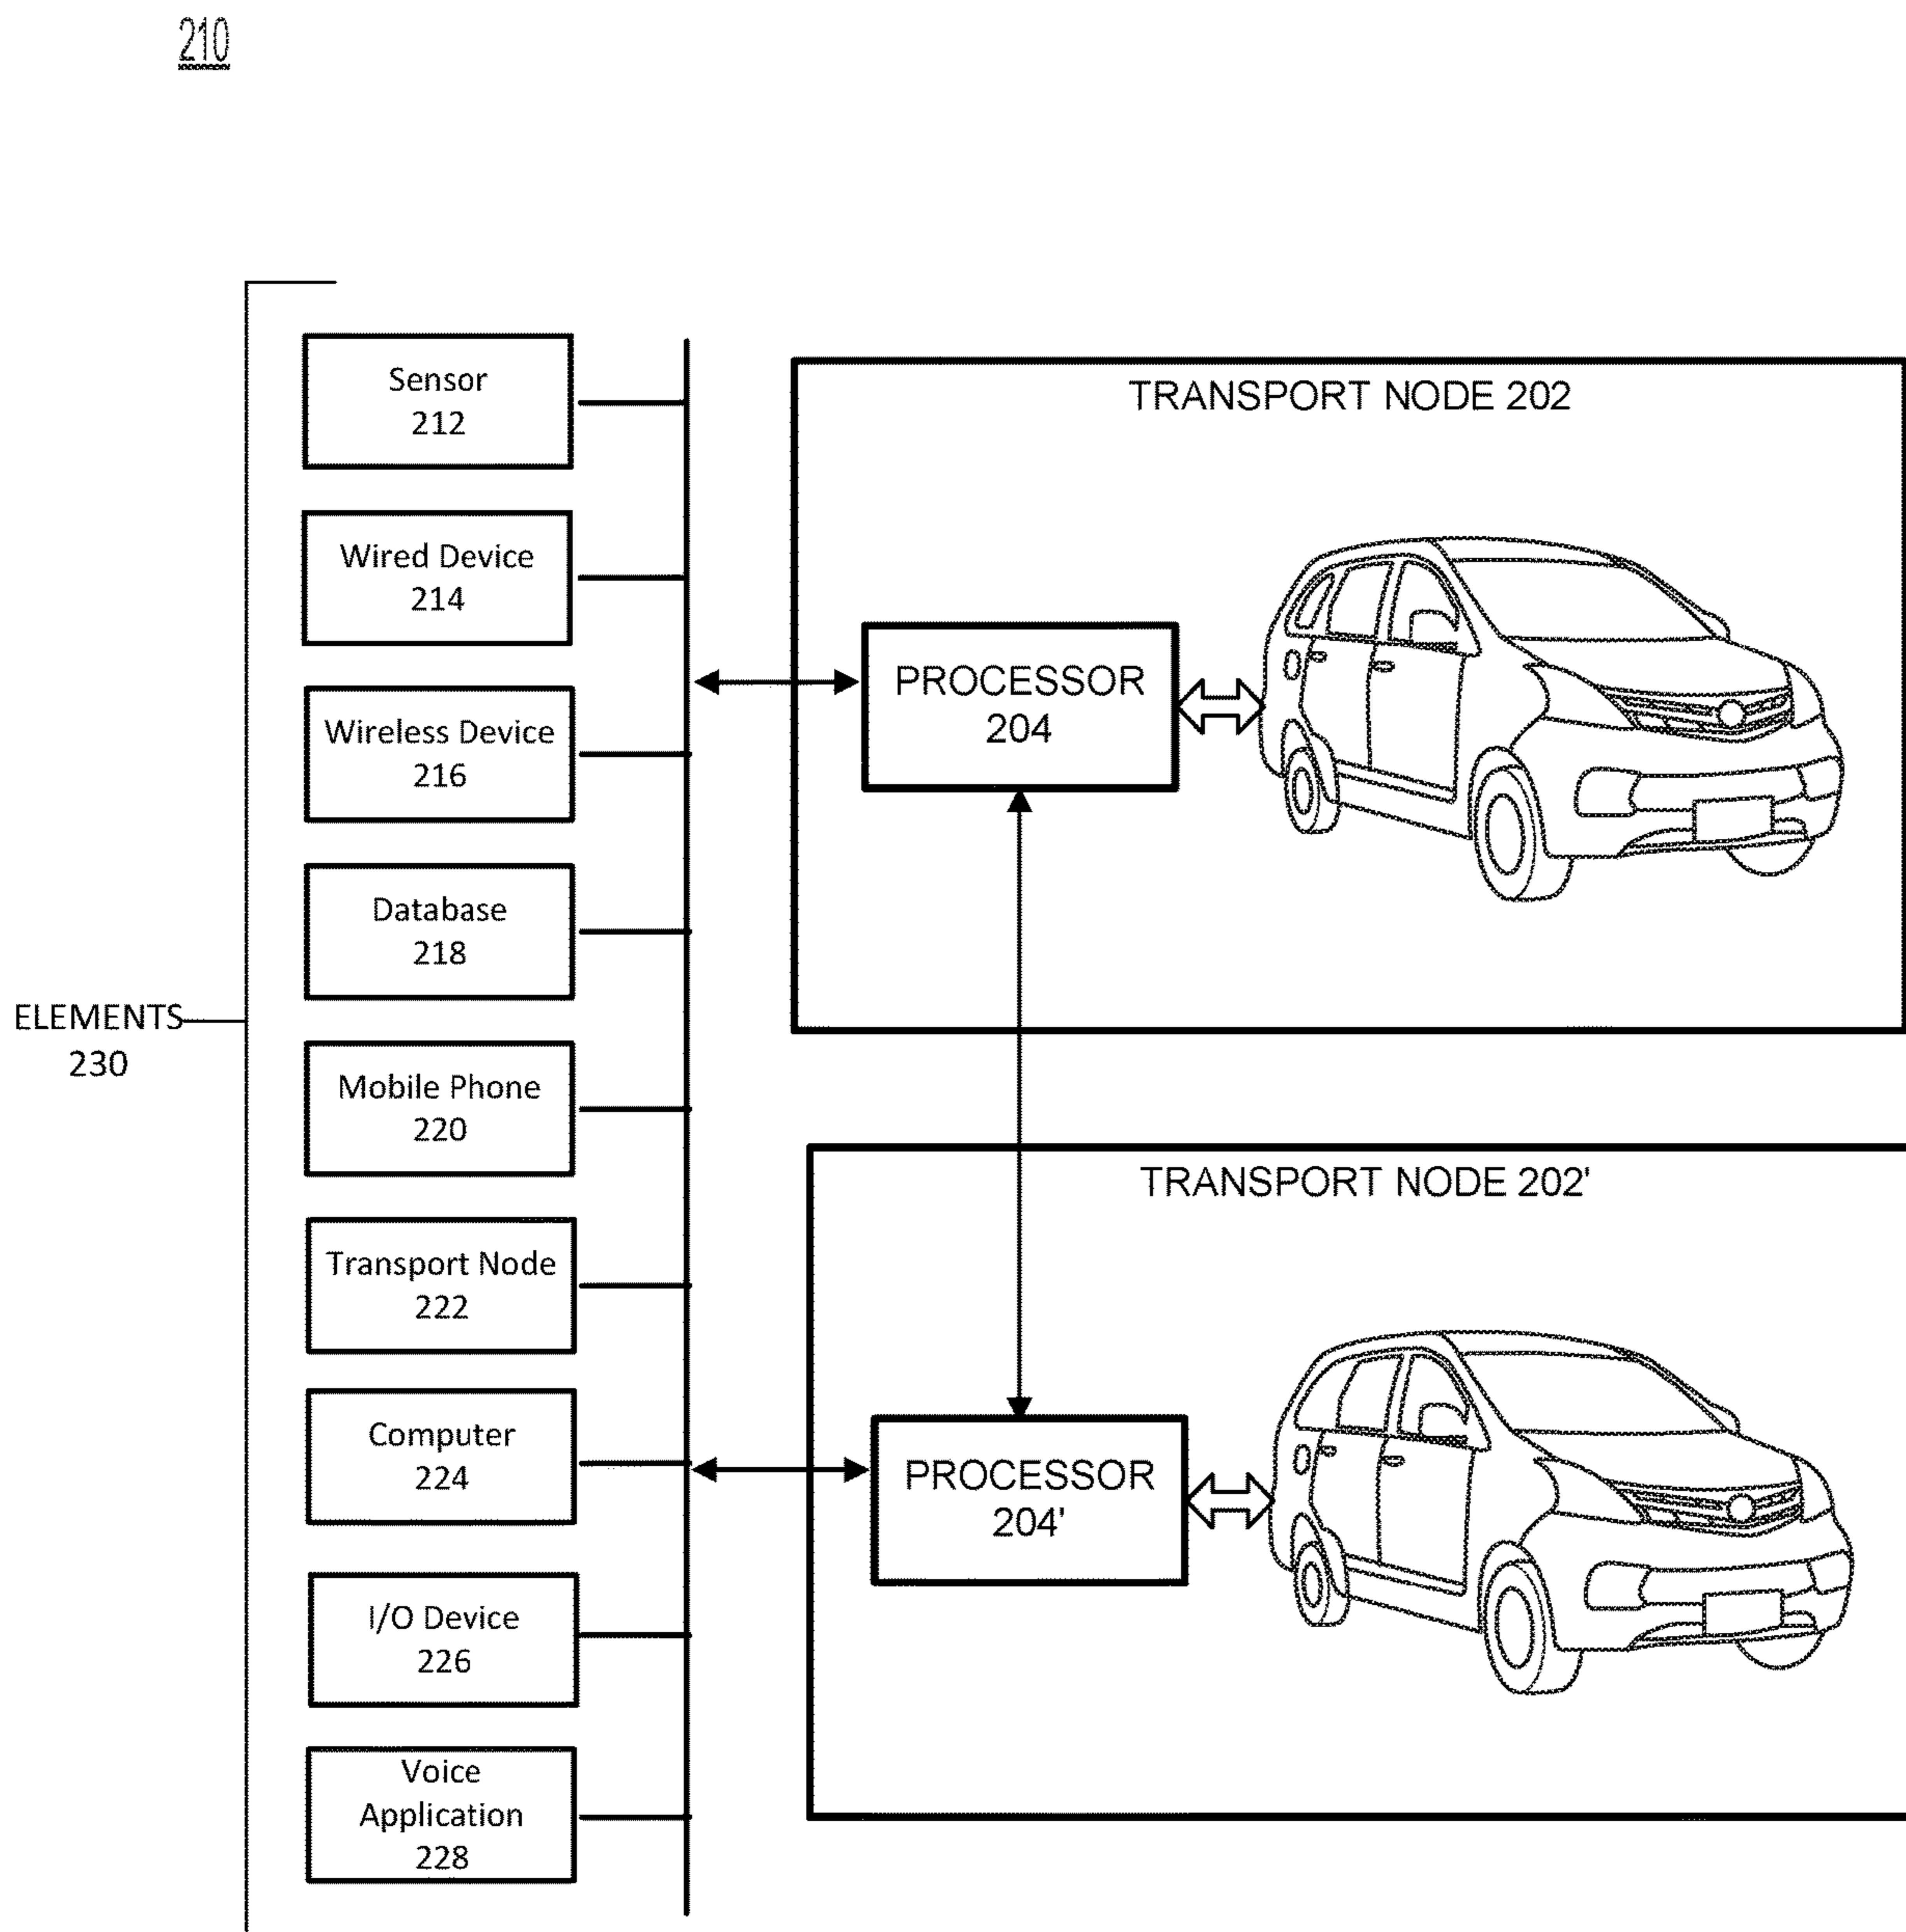 210
Sensor
212
Wired Device
214
Wireless Device
216
Database
218
ELEMENTS
230
Mobile Phone
220
Transport Node
222
Computer
224
I/O Device
226
Voice
Application
228
TRANSPORT NODE 202
PROCESSOR
204
TRANSPORT NODE 202'
PROCESSOR
204'